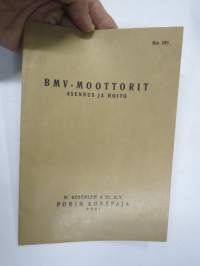 BMV-MOOTTORIT
ASENNUS JA HOITO
W. ROSENLEW & Co. O.Y.
PORIN KONEPAJA
PORI